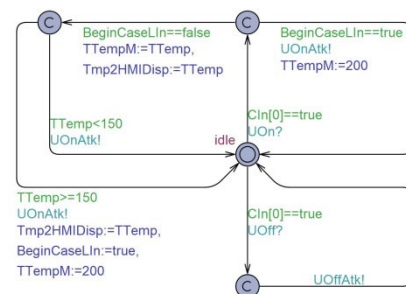 C
C
BeginCaseLIn==false
TTempM:=TTemp,
Tmp2HMIDisp:=TTemp
BeginCaseLIn==true
UOnAtk!
TTempM:=200
TTemp<150
UOnAtk!
CIn[0]==true
UOn?
idle
TTemp>=150
UOnAtk!
Tmp2HMIDisp:=TTemp,
BeginCaseLIn:=true,
TTempM:=200
CIn[0]==true
UOff?
C
UOffAtk!